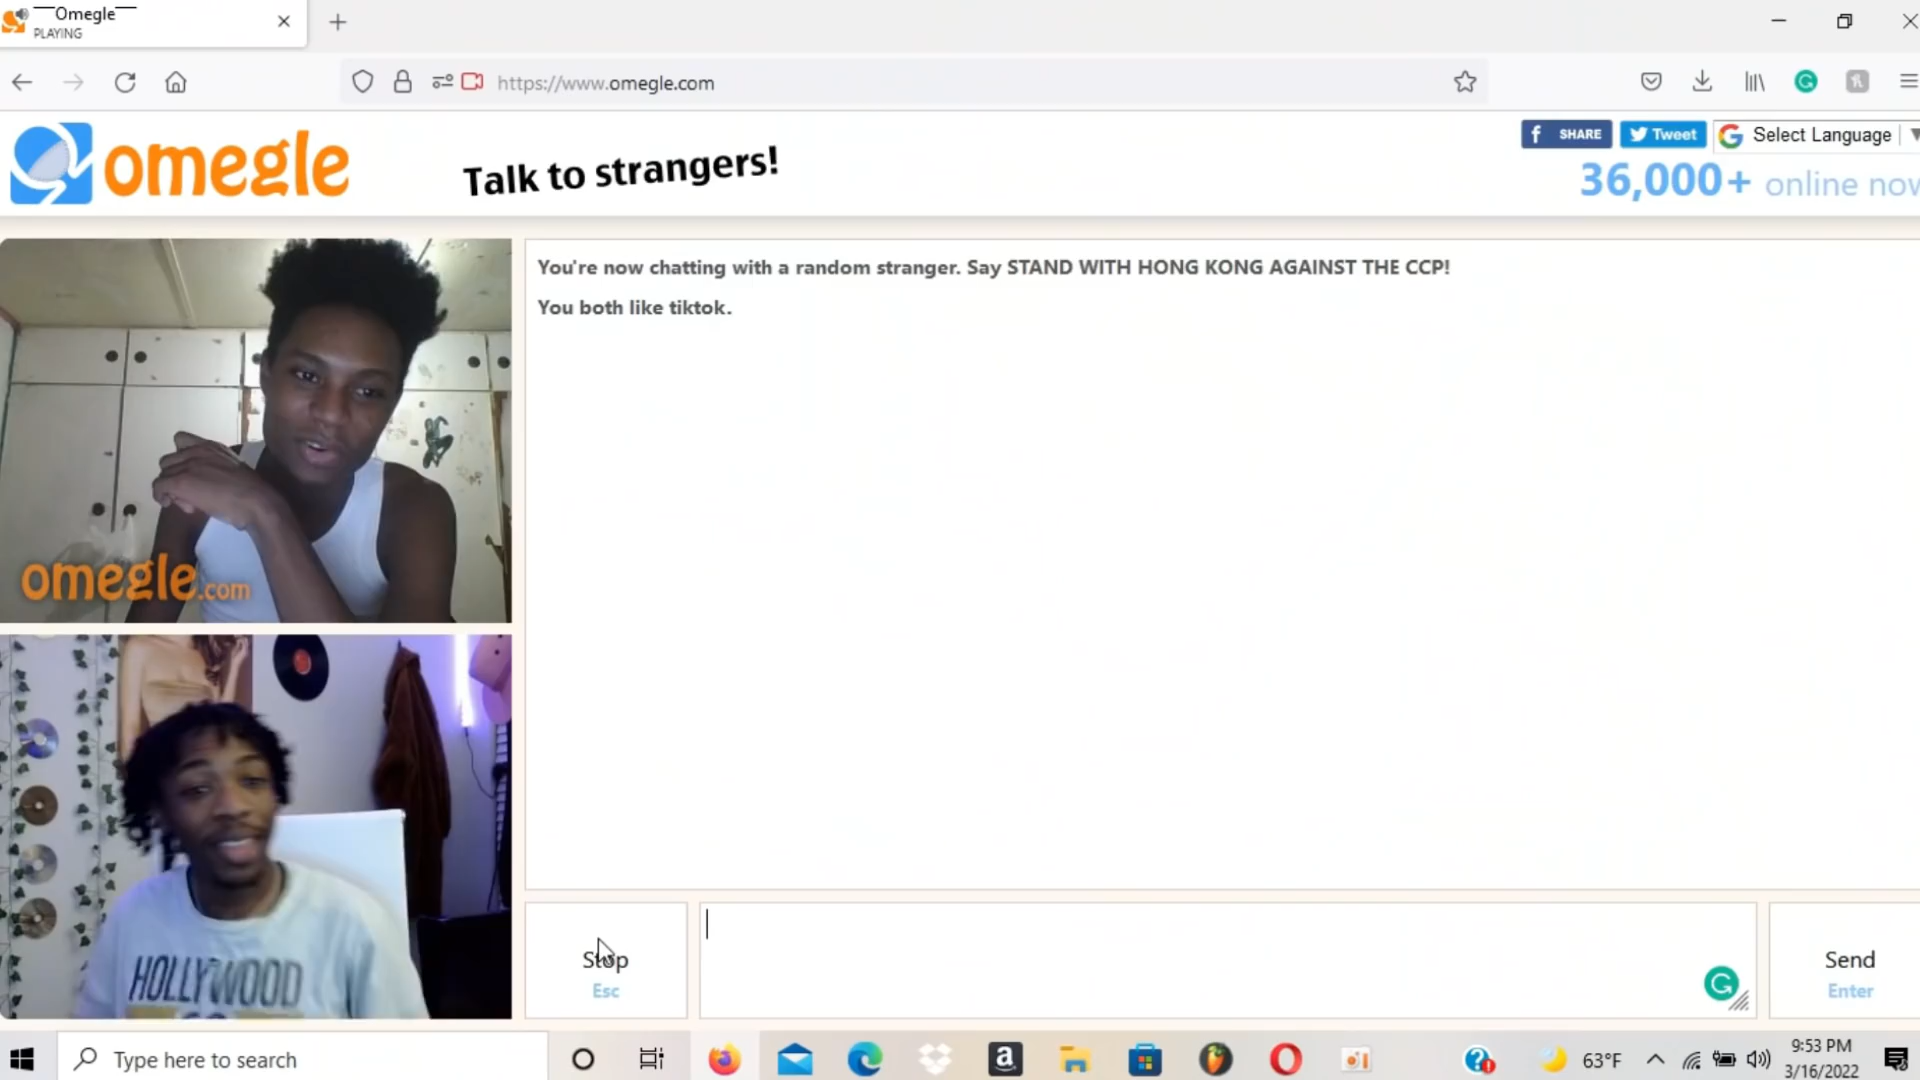 Omegle
PLAYING
https://www.omegle.com
omegle
Talk to strangers!
SHARE
Tweet
Select Language
36,000+ online now
You're now chatting with a random stranger. Say STAND WITH HONG KONG AGAINST THE CCP!
You both like tiktok.
omegle.com
HOLLYWOOD
Stop
Esc
Send
Enter
Type here to search
63°F
9:53 PM
3/16/2022